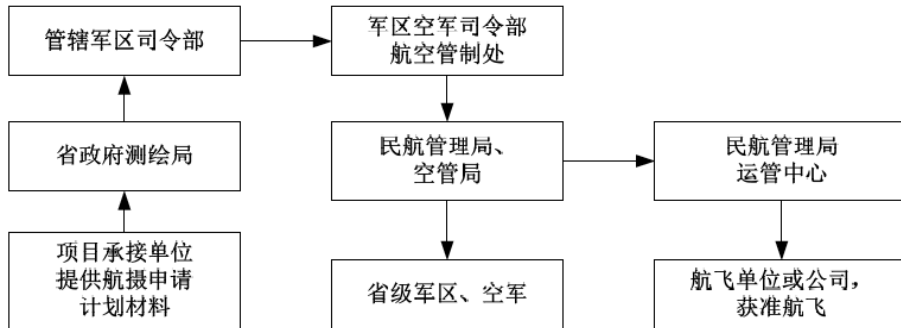 管辖军区司令部
军区空军司令部
航空管制处
省政府测绘局
民航管理局、
空管局
民航管理局
运管中心
项目承接单位
提供航摄申请
计划材料
省级军区、空军
航飞单位或公司，
获准航飞